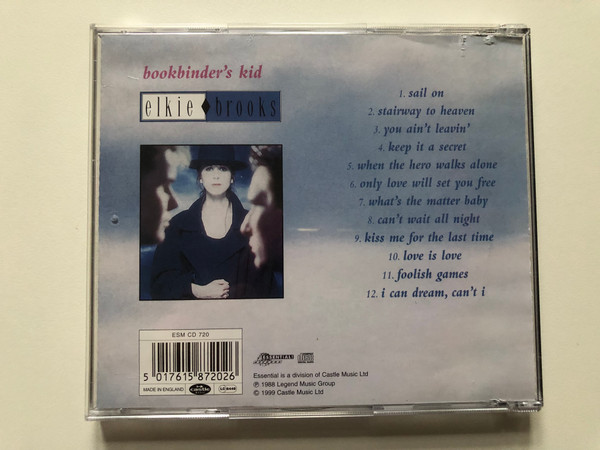 bookbinder's kid
elkie brooks
1. sail on
2. stairway to heaven
3. you ain't leavin'
4. keep it a secret
5. when the hero walks alone
6. only love will set you free
7. what's the matter baby
8. can't wait all night
9. kiss me for the last time
10. love is love
11. foolish games
12. i can dream, can't i
ESM CD 720
5 017615 872026
MADE IN ENGLAND
Castle
ESSENTIAL!
Essential is a division of Castle Music Ltd
℗ 1988 Legend Music Group
© 1999 Castle Music Ltd